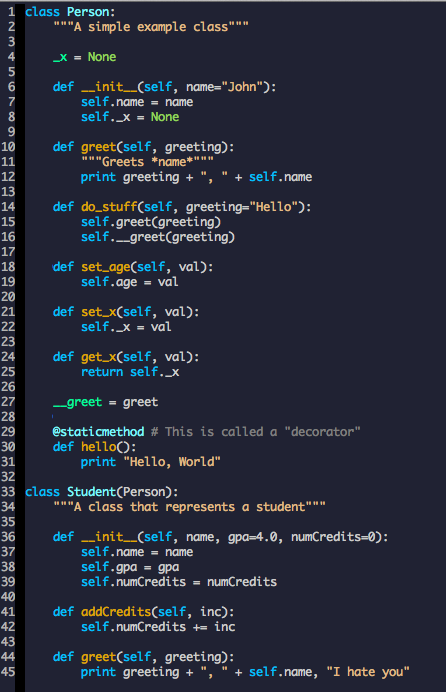 1 class Person:
2     """A simple example class"""
3
4     _x = None
5
6     def __init__(self, name="John"):
7         self.name = name
8         self._x = None
9
10     def greet(self, greeting):
11         """Greets *name*"""
12         print greeting + ", " + self.name
13
14     def do_stuff(self, greeting="Hello"):
15         self.greet(greeting)
16         self.__greet(greeting)
17
18     def set_age(self, val):
19         self.age = val
20
21     def set_x(self, val):
22         self._x = val
23
24     def get_x(self, val):
25         return self._x
26
27     __greet = greet
28
29     @staticmethod # This is called a "decorator"
30     def hello():
31         print "Hello, World"
32
33 class Student(Person):
34     """A class that represents a student"""
35
36     def __init__(self, name, gpa=4.0, numCredits=0):
37         self.name = name
38         self.gpa = gpa
39         self.numCredits = numCredits
40
41     def addCredits(self, inc):
42         self.numCredits += inc
43
44     def greet(self, greeting):
45         print greeting + ", " + self.name, "I hate you"